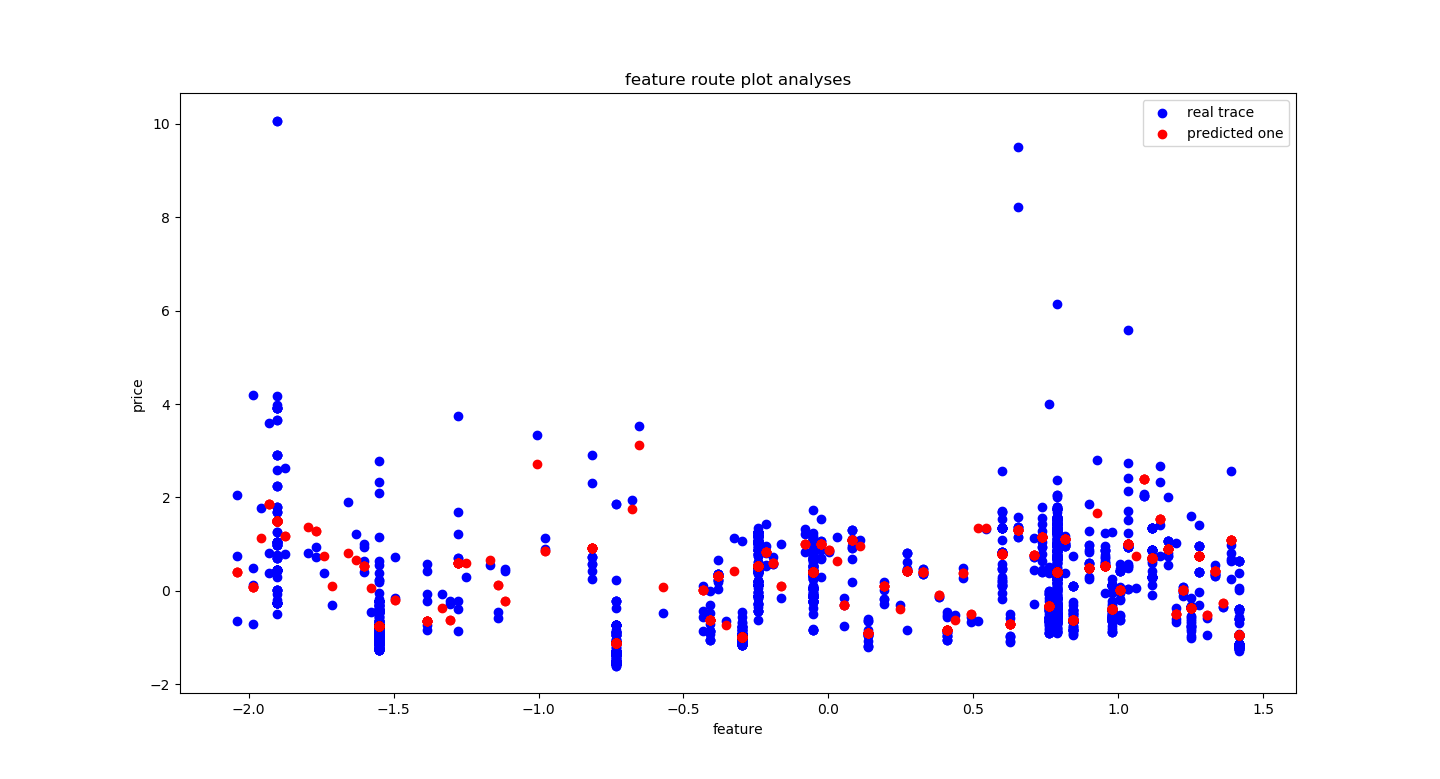 feature route plot analyses
real trace
predicted one
10
8
6
4
2
0
−2
price
−2.0 −1.5 −1.0 −0.5 0.0 0.5 1.0 1.5
feature